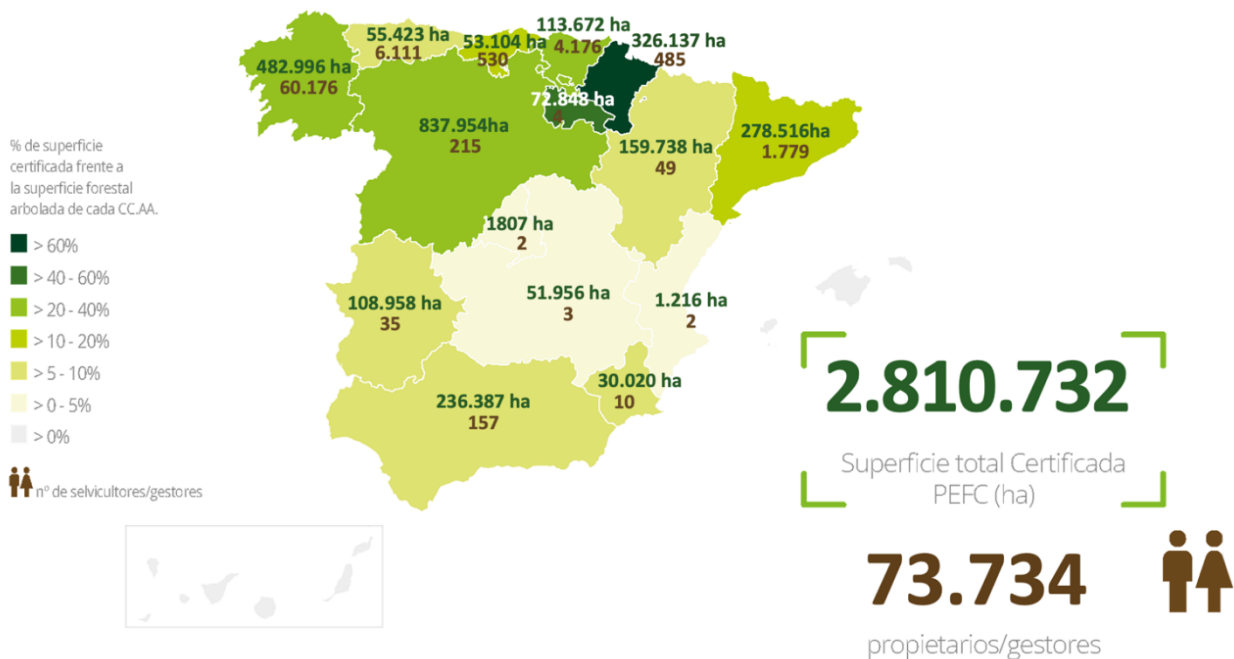 113.672 ha
4.176
55.423 ha
6.111
53.104 ha
530
326.137 ha
485
482.996 ha
60.176
72.848 ha
4
837.954ha
215
159.738 ha
49
278.516ha
1.779
% de superficie
certificada frente a
la superficie forestal
arbolada de cada CC.AA.
> 60%
> 40 - 60%
> 20 - 40%
> 10 - 20%
> 5 - 10%
> 0 - 5%
> 0%
nº de selvicultores/gestores
1807 ha
2
108.958 ha
35
51.956 ha
3
1.216 ha
2
236.387 ha
157
30.020 ha
10
2.810.732
Superficie total Certificada
PEFC (ha)
73.734
propietarios/gestores